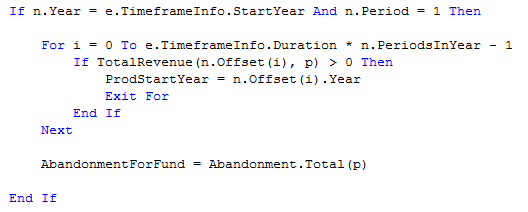 If n.Year = e.TimeframeInfo.StartYear And n.Period = 1 Then

    For i = 0 To e.TimeframeInfo.Duration * n.PeriodsInYear - 1
        If TotalRevenue(n.Offset(i), p) > 0 Then
            ProdStartYear = n.Offset(i).Year
            Exit For
        End If
    Next

    AbandonmentForFund = Abandonment.Total(p)

End If